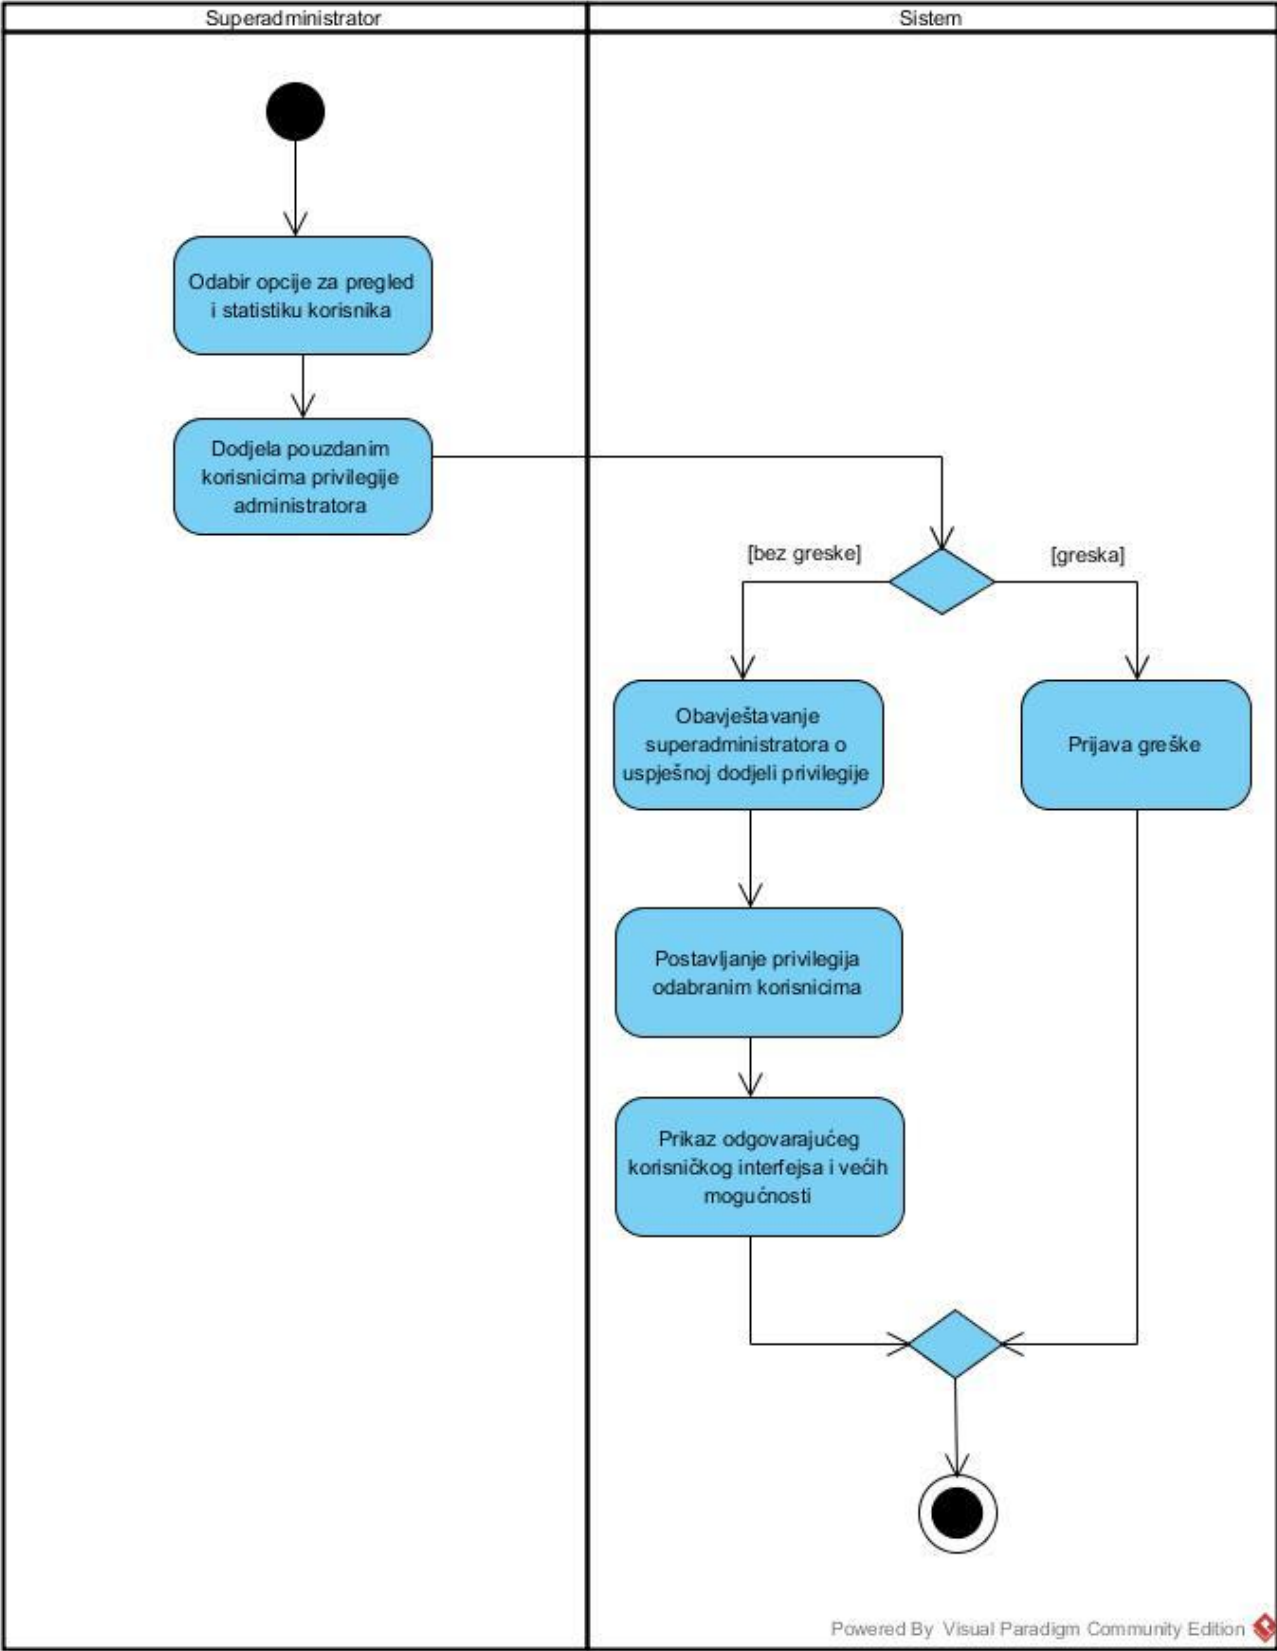 Superadministrator
Sistem
Odabir opcije za pregled
i statistiku korisnika
Dodjela pouzdanim
korisnicima privilegije
administratora
[bez greske]
[greska]
Obavještavanje
superadministratora o
uspješnoj dodjeli privilegije
Prijava greške
Postavljanje privilegija
odabranim korisnicima
Prikaz odgovarajućeg
korisničkog interfejsa i većih
mogućnosti
Powered By Visual Paradigm Community Edition